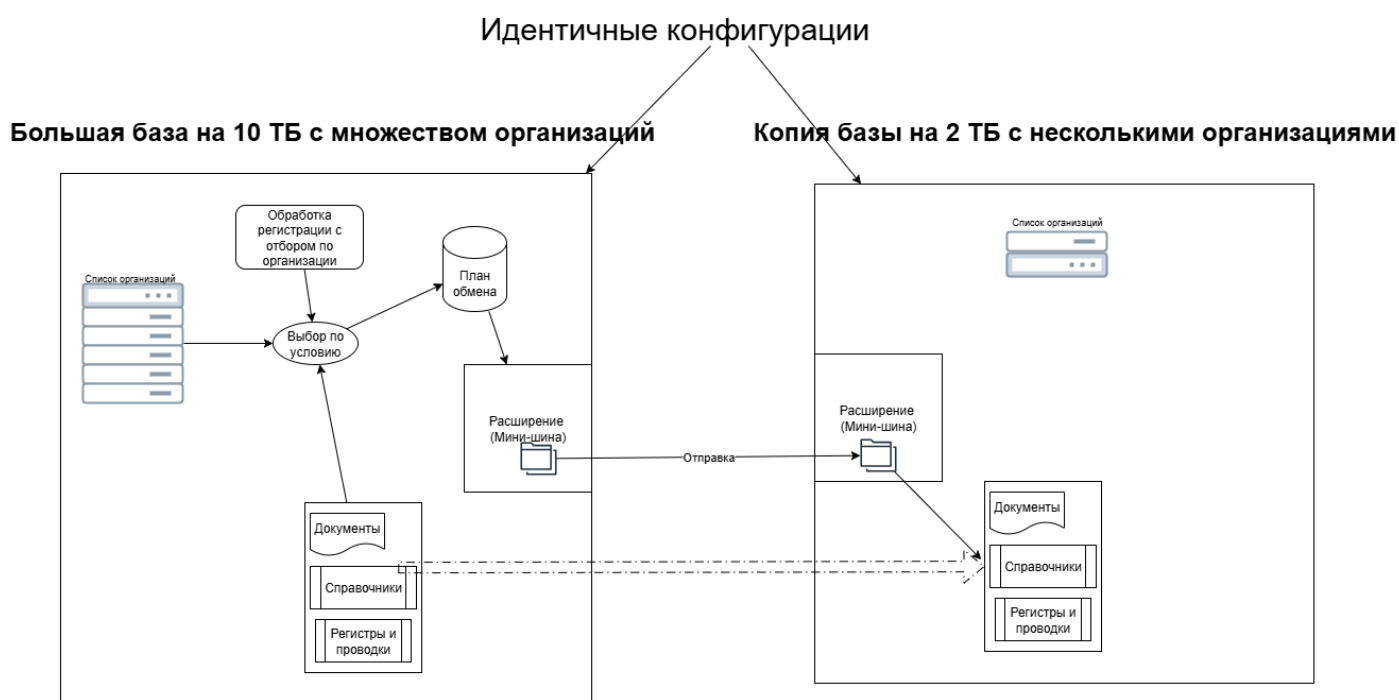 Идентичные конфигурации
Большая база на 10 ТБ с множеством организаций
Копия базы на 2 ТБ с несколькими организациями
Обработка
регистрации с
отбором по
организации
Список организаций
Выбор по
условию
План
обмена
Расширение
(Мини-шина)
Отправка
Документы
Справочники
Регистры и
проводки
Список организаций
Расширение
(Мини-шина)
Документы
Справочники
Регистры и
проводки